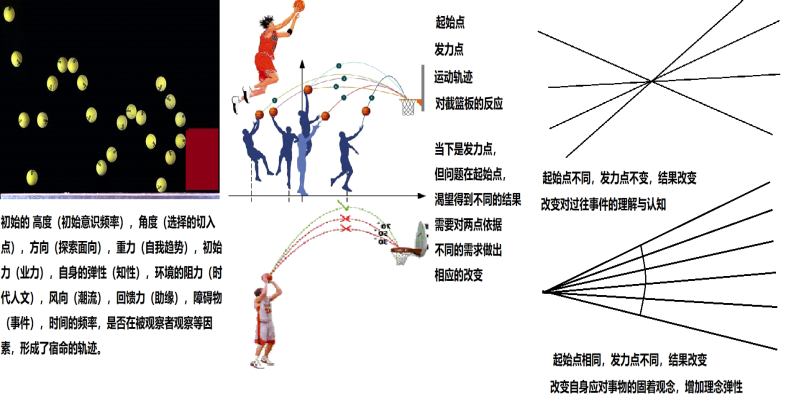 初始的 高度（初始意识频率），角度（选择的切入
点），方向（探索面向），重力（自我趋势），初始
力（业力），自身的弹性（知性），环境的阻力（时
代人文），风向（潮流），回馈力（助缘），障碍物
（事件），时间的频率，是否在被观察者观察等因
素，形成了宿命的轨迹。
起始点
发力点
运动轨迹
对截篮板的反应
当下是发力点，
但问题在起始点，
渴望得到不同的结果
需要对两点依据
不同的需求做出
相应的改变
起始点不同，发力点不变，结果改变
改变对过往事件的理解与认知
起始点相同，发力点不同，结果改变
改变自身应对事物的固着观念，增加理念弹性